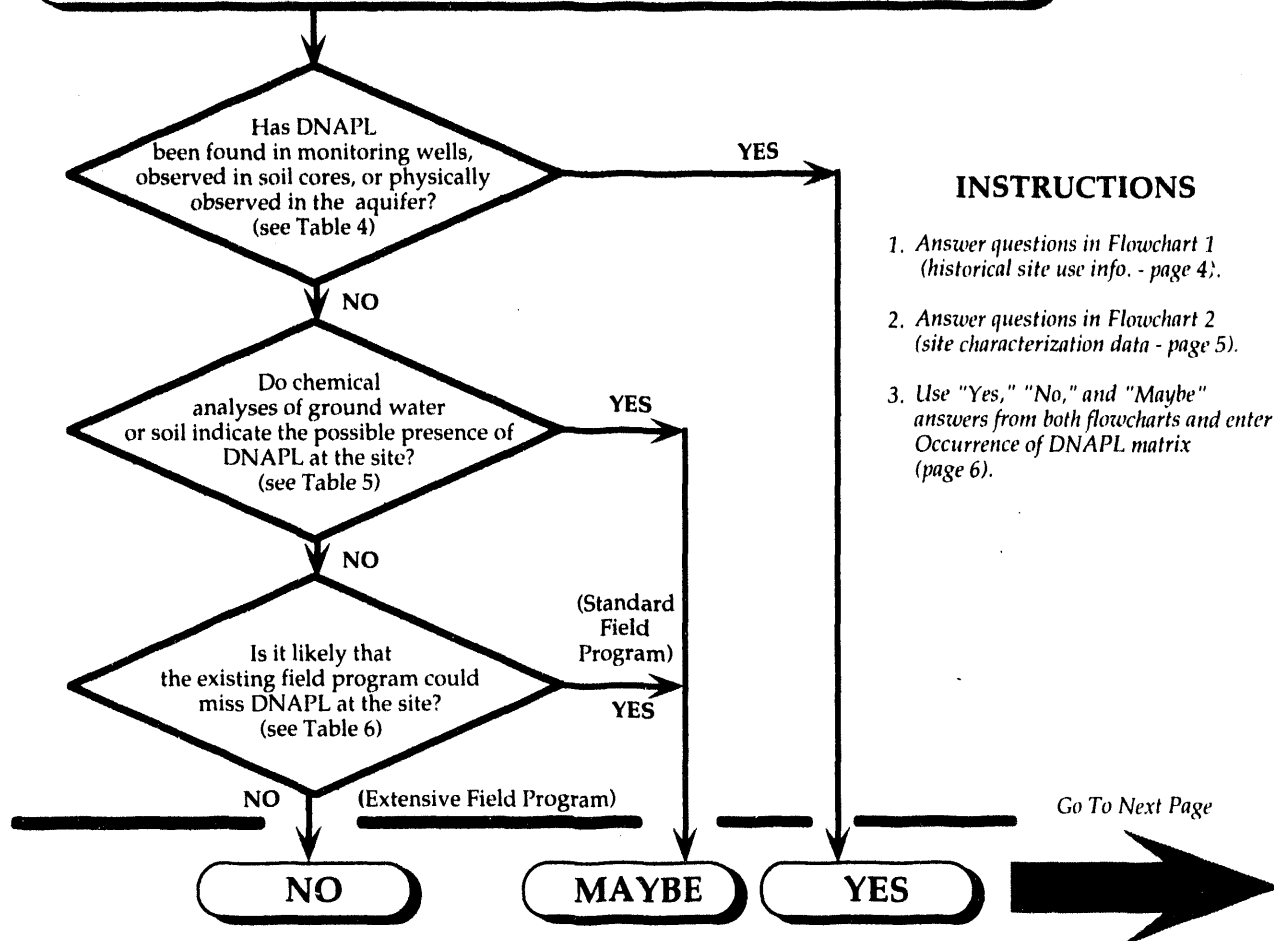 Has DNAPL
been found in monitoring wells,
observed in soil cores, or physically
observed in the aquifer?
(see Table 4)
YES
NO
Do chemical
analyses of ground water
or soil indicate the possible presence of
DNAPL at the site?
(see Table 5)
YES
NO
Is it likely that
the existing field program could
miss DNAPL at the site?
(see Table 6)
(Standard
Field
Program)
YES
NO
(Extensive Field Program)
INSTRUCTIONS
1. Answer questions in Flowchart 1
(historical site use info. - page 4).
2. Answer questions in Flowchart 2
(site characterization data - page 5).
3. Use "Yes," "No," and "Maybe"
answers from both flowcharts and enter
Occurrence of DNAPL matrix
(page 6).
Go To Next Page
NO
MAYBE
YES